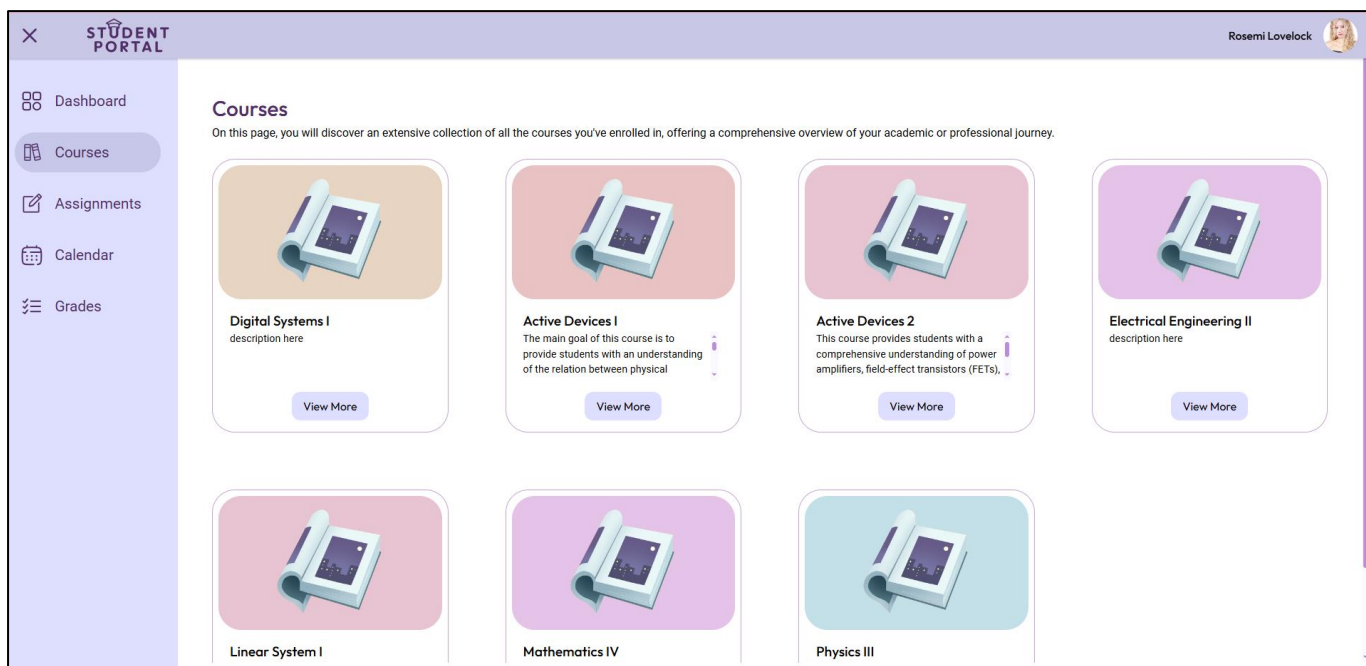 STUDENT
PORTAL
Rosemi Lovelock
Dashboard
Courses
Assignments
Calendar
Grades
Courses
On this page, you will discover an extensive collection of all the courses you've enrolled in, offering a comprehensive overview of your academic or professional journey.
Digital Systems I
description here
View More
Active Devices I
The main goal of this course is to
provide students with an understanding
of the relation between physical
View More
Active Devices 2
This course provides students with a
comprehensive understanding of power
amplifiers, field-effect transistors (FETs),
View More
Electrical Engineering II
description here
View More
Linear System I
Mathematics IV
Physics III